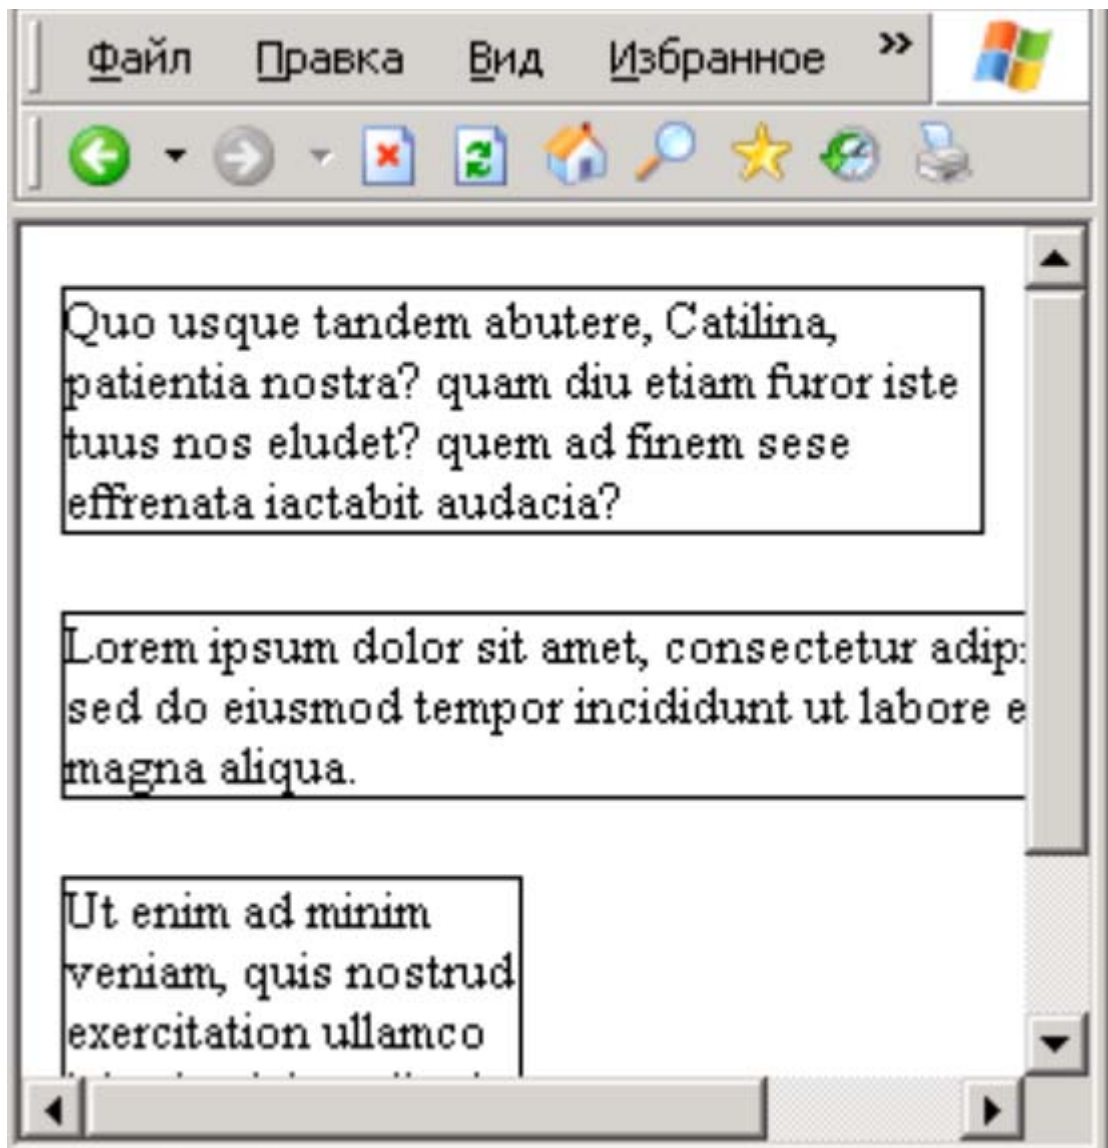 Файл Правка Вид Избранное »
Quo usque tandem abutere, Catilina,
patientia nostra? quam diu etiam furor iste
tuus nos eludet? quem ad finem sese
effrenata iactabit audacia?
Lorem ipsum dolor sit amet, consectetur adipi
sed do eiusmod tempor incididunt ut labore e
magna aliqua.
Ut enim ad minim
veniam, quis nostrud
exercitation ullamco